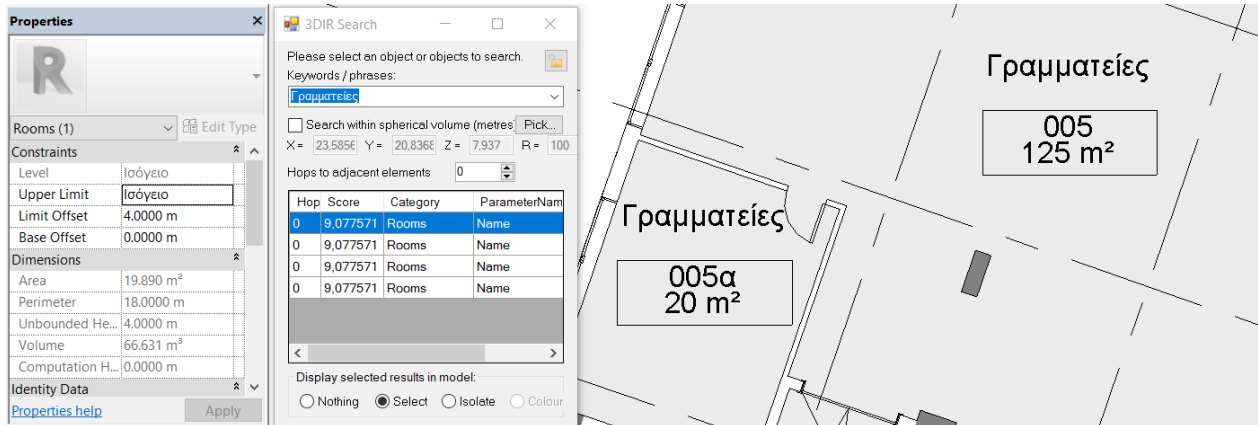 Properties
R
Rooms (1)
Edit Type
Constraints
Level Ισόγειο
Upper Limit Ισόγειο
Limit Offset 4.0000 m
Base Offset 0.0000 m
Dimensions
Area 19.890 m²
Perimeter 18.0000 m
Unbounded He... 4.0000 m
Volume 66.631 m³
Computation H... 0.0000 m
Identity Data
Properties help
Apply
3DIR Search
Please select an object or objects to search.
Keywords / phrases:
Γραμματείες
Search within spherical volume (metres) Pick...
X = 23,5856 Y = 20,8368 Z = 7,937 R = 100
Hops to adjacent elements 0
Hop Score Category ParameterNam
0 9,077571 Rooms Name
0 9,077571 Rooms Name
0 9,077571 Rooms Name
0 9,077571 Rooms Name
Display selected results in model:
Nothing Select Isolate Colour
Γραμματείες
005
125 m²
Γραμματείες
005α
20 m²